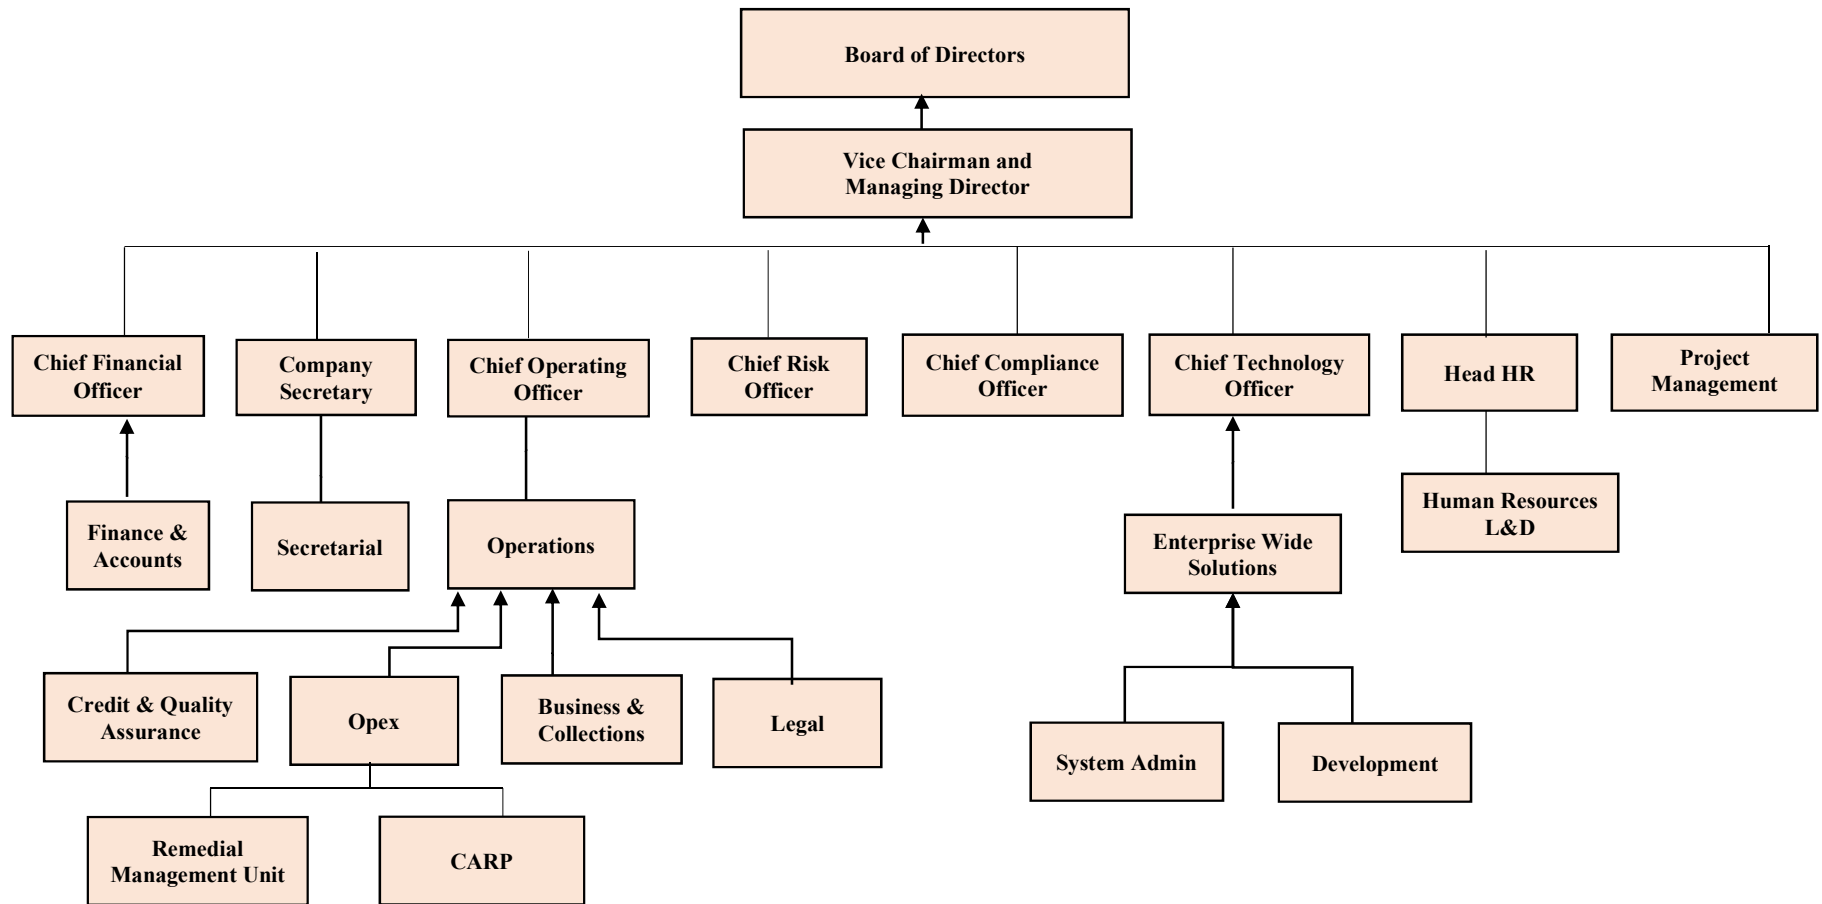 Board of Directors
Vice Chairman and
Managing Director
Chief Financial
Officer
Company
Secretary
Chief Operating
Officer
Chief Risk
Officer
Chief Compliance
Officer
Chief Technology
Officer
Head HR
Project
Management
Finance &
Accounts
Secretarial
Operations
Enterprise Wide
Solutions
Human Resources
L&D
Credit & Quality
Assurance
Opex
Business &
Collections
Legal
System Admin
Development
Remedial
Management Unit
CARP